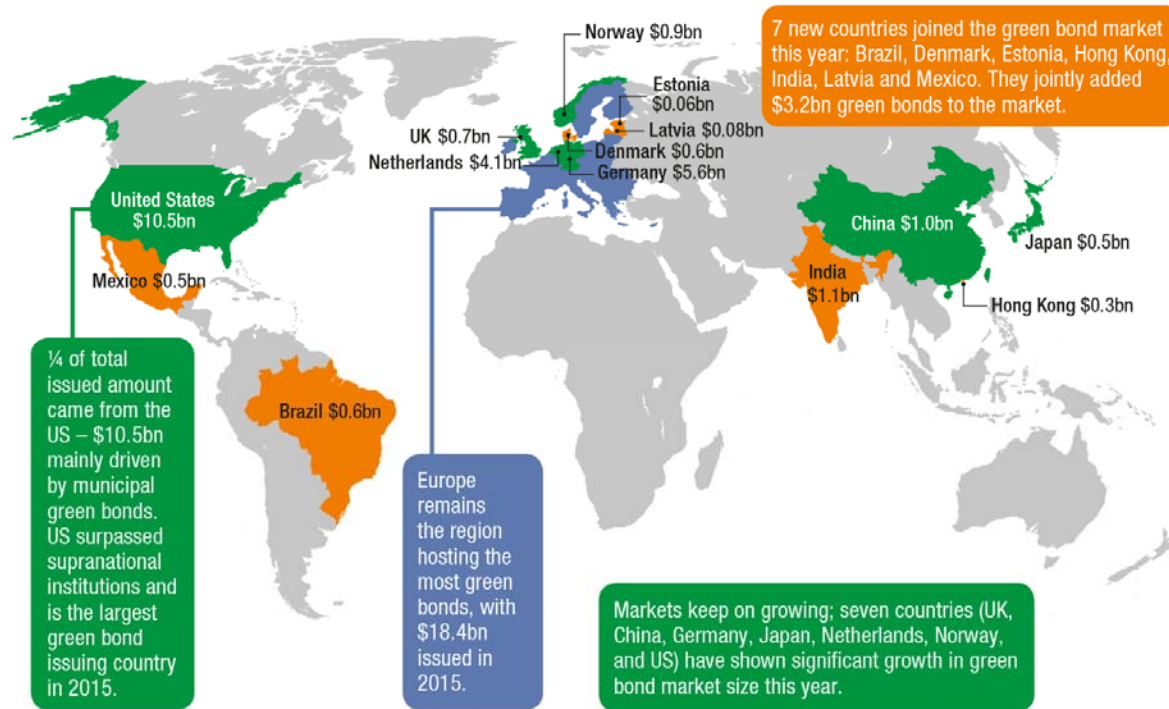 7 new countries joined the green bond market
this year: Brazil, Denmark, Estonia, Hong Kong,
India, Latvia and Mexico. They jointly added
$3.2bn green bonds to the market.
Norway $0.9bn
Estonia
$0.06bn
UK $0.7bn
Latvia $0.08bn
Netherlands $4.1bn
Denmark $0.6bn
Germany $5.6bn
United States
$10.5bn
China $1.0bn
Japan $0.5bn
Mexico $0.5bn
India
$1.1bn
Hong Kong $0.3bn
Brazil $0.6bn
¼ of total
issued amount
came from the
US – $10.5bn
mainly driven
by municipal
green bonds.
US surpassed
supranational
institutions and
is the largest
green bond
issuing country
in 2015.
Europe
remains
the region
hosting the
most green
bonds, with
$18.4bn
issued in
2015.
Markets keep on growing; seven countries (UK,
China, Germany, Japan, Netherlands, Norway,
and US) have shown significant growth in green
bond market size this year.